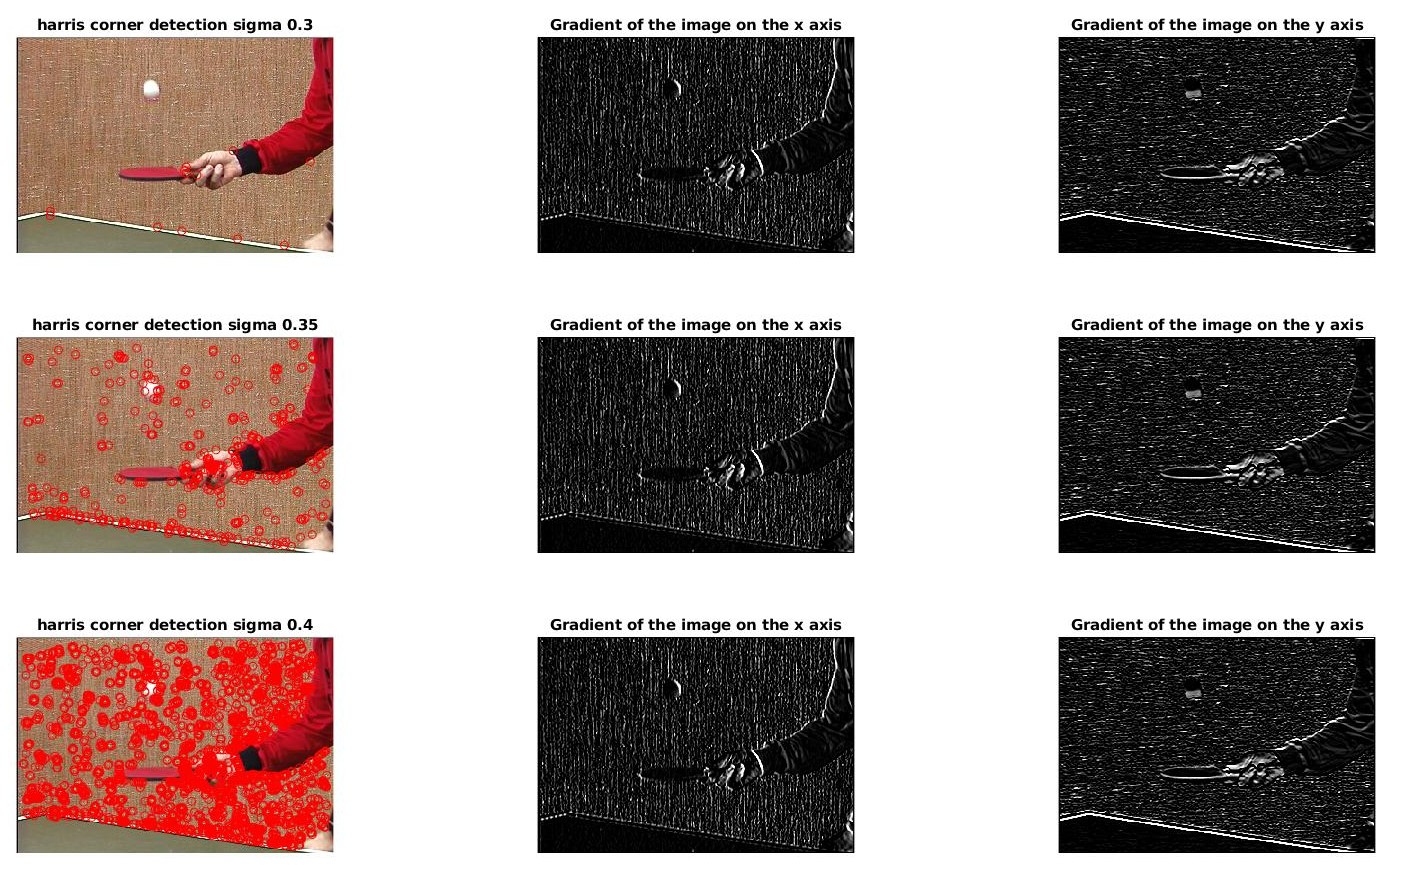 harris corner detection sigma 0.3
Gradient of the image on the x axis
Gradient of the image on the y axis
harris corner detection sigma 0.35
Gradient of the image on the x axis
Gradient of the image on the y axis
harris corner detection sigma 0.4
Gradient of the image on the x axis
Gradient of the image on the y axis